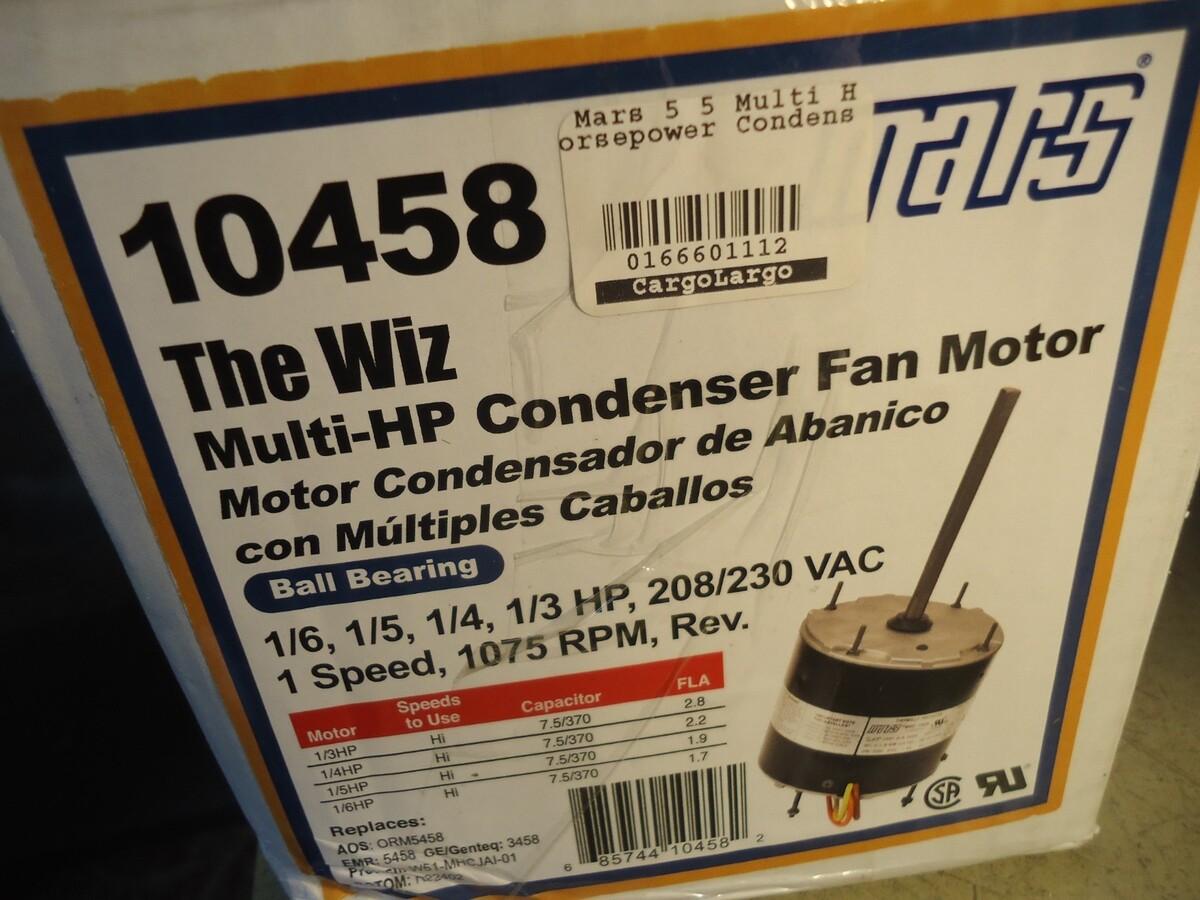 Mars 5 5 Multi H
orsepower Condens
0166601112
CargoLargo
mars®
10458
The Wiz
Multi-HP Condenser Fan Motor
Motor Condensador de Abanico
con Múltiples Caballos
Ball Bearing
1/6, 1/5, 1/4, 1/3 HP, 208/230 VAC
1 Speed, 1075 RPM, Rev.
Motor Speeds to Use Capacitor FLA
1/3HP Hi 7.5/370 2.8
1/4HP Hi 7.5/370 2.2
1/5HP Hi 7.5/370 1.9
1/6HP Hi 7.5/370 1.7
Replaces:
AOS: ORM5458
EMR: 5458 GE/Genteq: 3458
6 85744 10458 2
SA